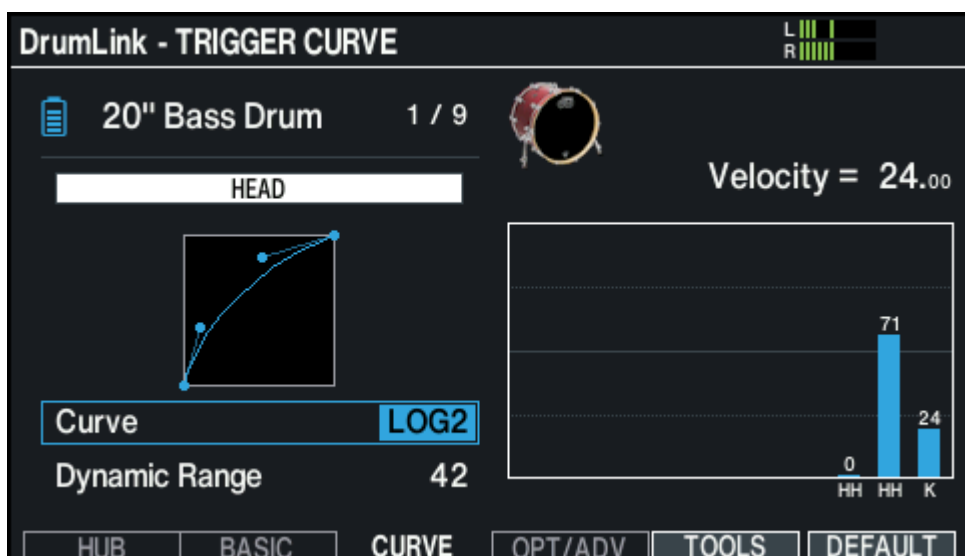 DrumLink - TRIGGER CURVE
L
R
20" Bass Drum 1 / 9
HEAD
Velocity = 24.00
71
24
0
HH HH K
Curve LOG2
Dynamic Range 42
HUB BASIC CURVE OPT/ADV TOOLS DEFAULT